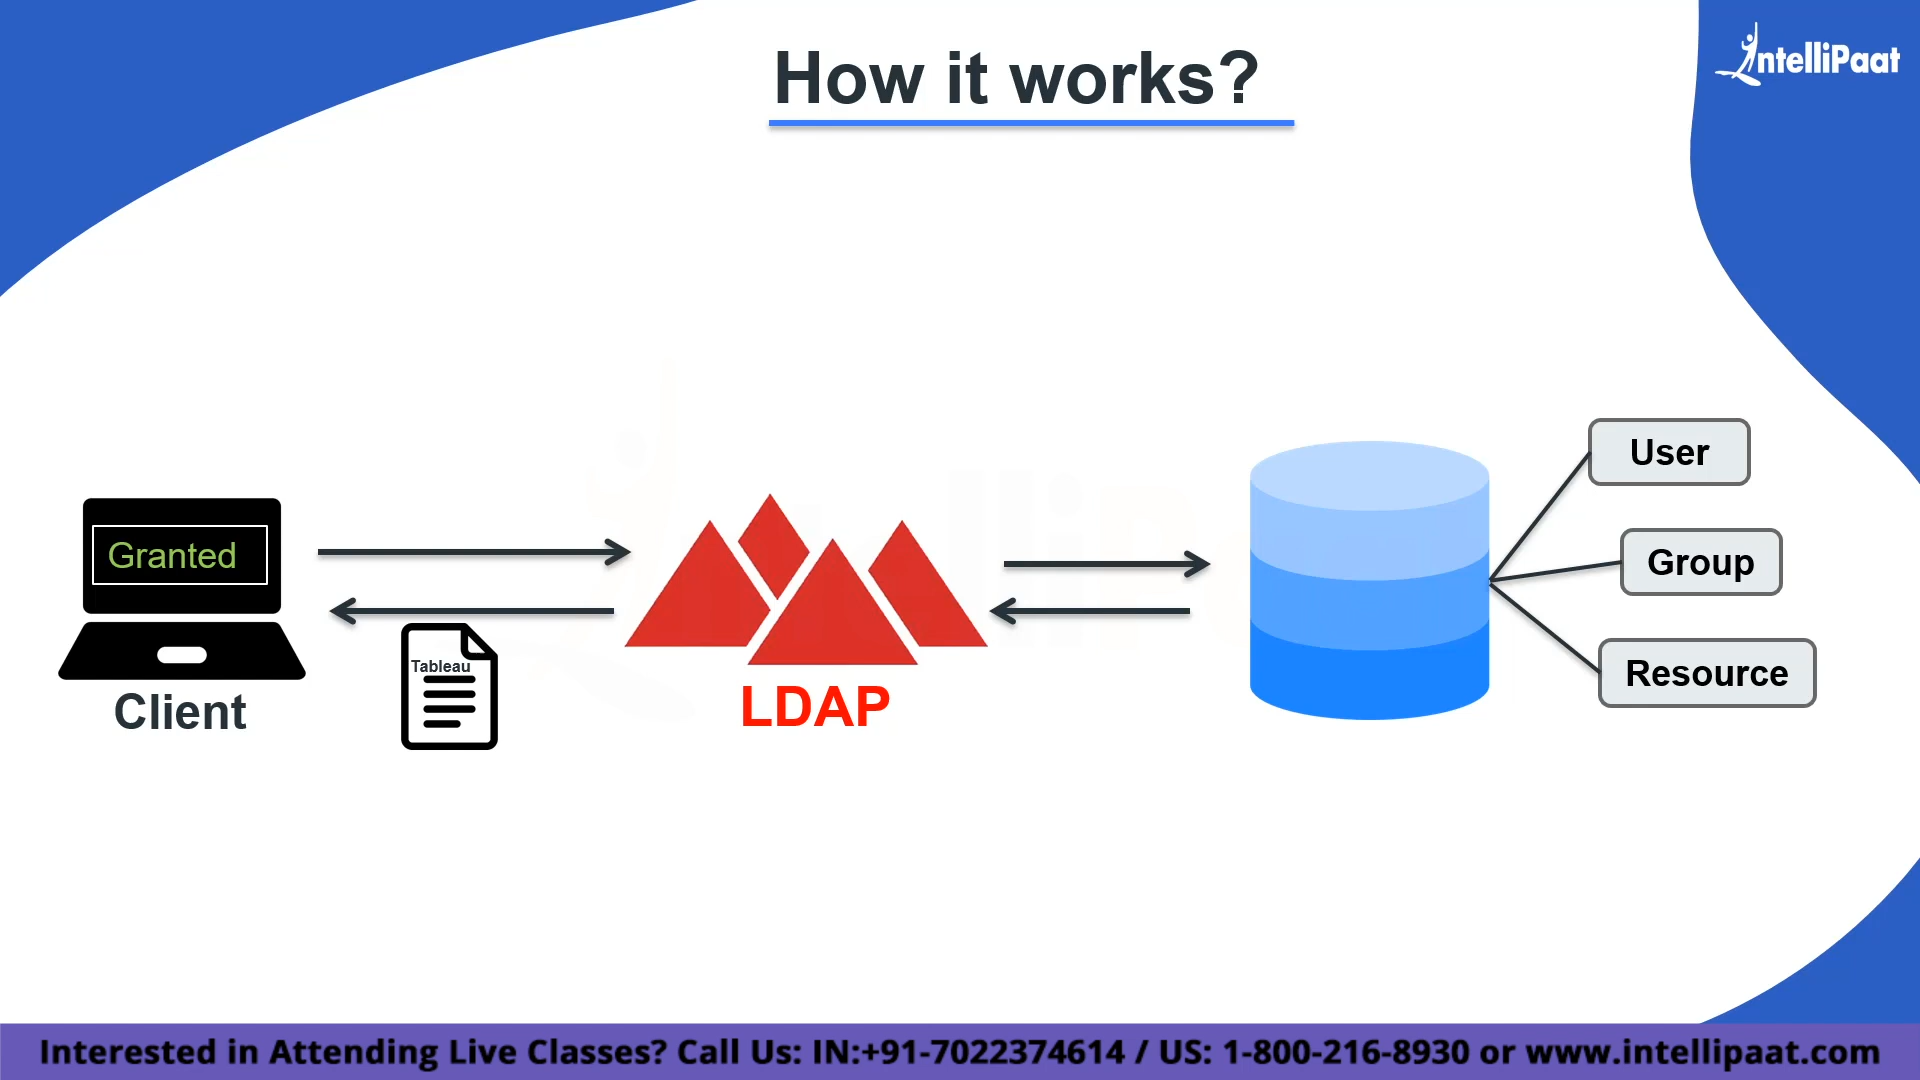 How it works?
IntelliPaat
User
Granted
Group
Tableau
Resource
Client
LDAP
Interested in Attending Live Classes? Call Us: IN:+91-7022374614 / US: 1-800-216-8930 or www.intellipaat.com